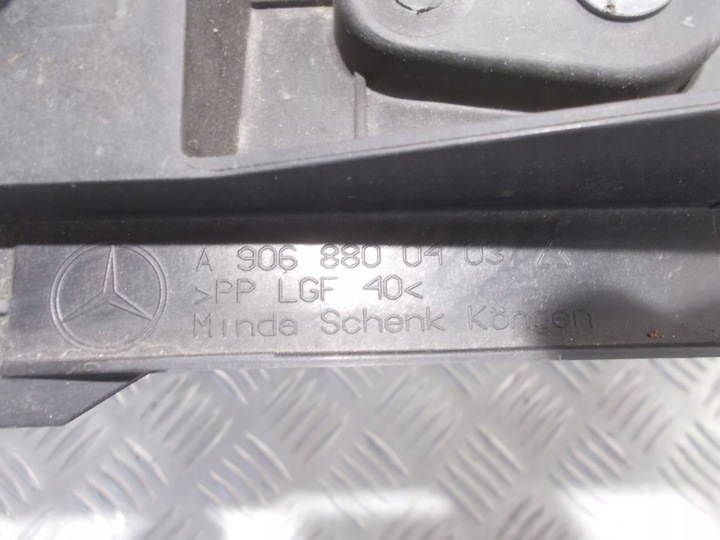 A 906 880 04 03
>PP LGF 40<
Minda Schenk Köngen